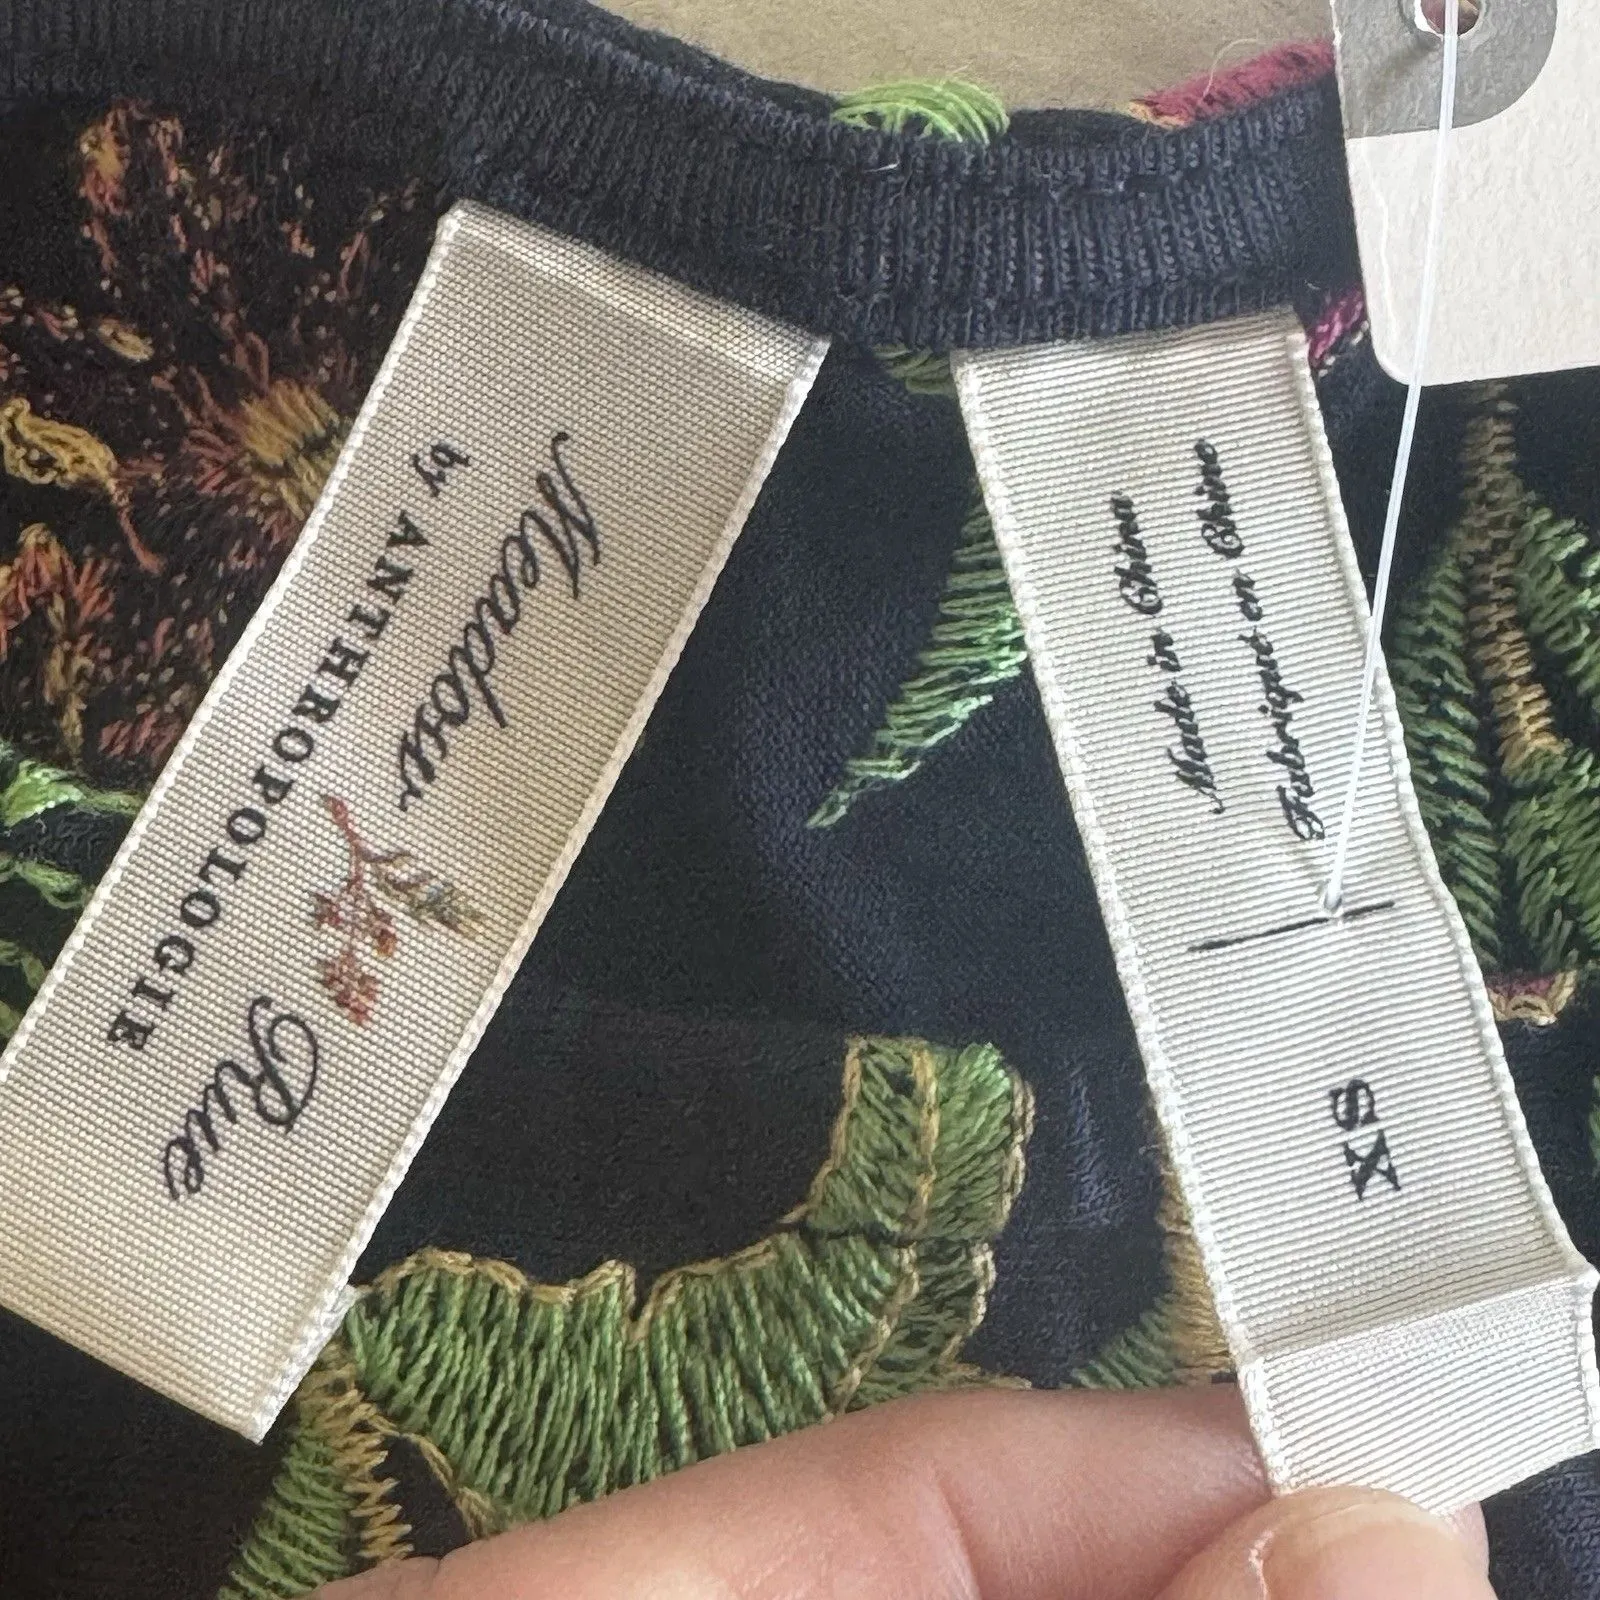 Meadow Rue
by ANTHROPOLOGIE
Made in China
Fabriqué en Chine
XS